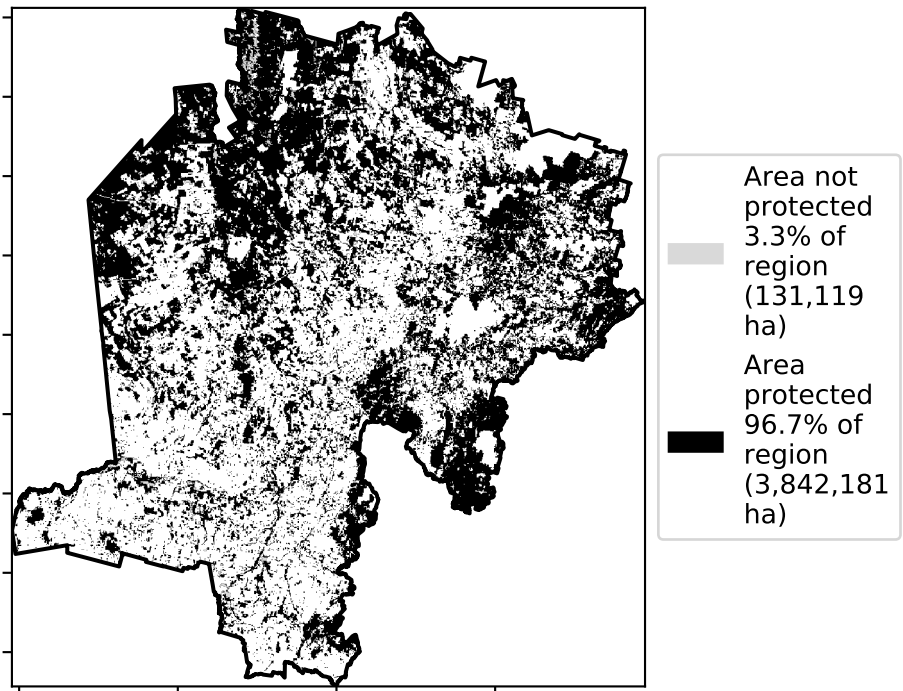 Area not
protected
3.3% of
region
(131,119
ha)
Area
protected
96.7% of
region
(3,842,181
ha)